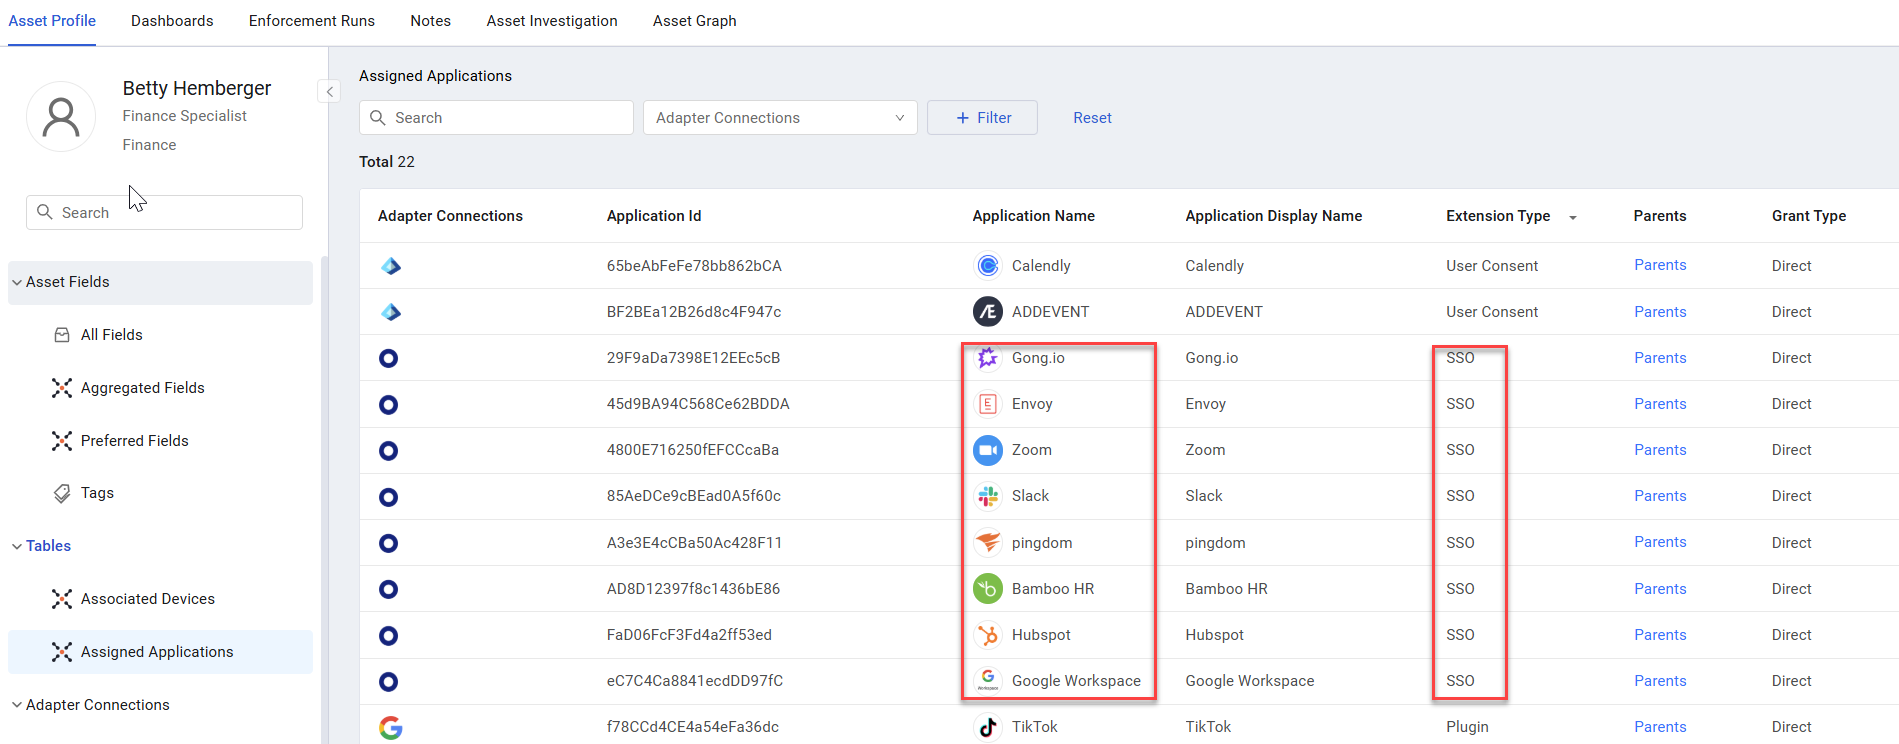 Asset Profile Dashboards Enforcement Runs Notes Asset Investigation Asset Graph
Betty Hemberger
Finance Specialist
Finance
Search
Asset Fields
All Fields
Aggregated Fields
Preferred Fields
Tags
Tables
Associated Devices
Assigned Applications
Adapter Connections
Assigned Applications
Search Adapter Connections + Filter Reset
Total 22
Adapter Connections Application Id Application Name Application Display Name Extension Type Parents Grant Type
65beAbFeFe78bb862bCA Calendly Calendly User Consent Parents Direct
BF2BEa12B26d8c4F947c ADDEVENT ADDEVENT User Consent Parents Direct
29F9aDa7398E12EEc5cB Gong.io Gong.io SSO Parents Direct
45d9BA94C568Ce62BDDA Envoy Envoy SSO Parents Direct
4800E716250fEFCCcaBa Zoom Zoom SSO Parents Direct
85AeDCe9cBEad0A5f60c Slack Slack SSO Parents Direct
A3e3E4cCBa50Ac428F11 pingdom pingdom SSO Parents Direct
AD8D12397f8c1436bE86 Bamboo HR Bamboo HR SSO Parents Direct
FaD06FcF3Fd4a2ff53ed Hubspot Hubspot SSO Parents Direct
eC7C4Ca8841ecdDD97fC Google Workspace Google Workspace SSO Parents Direct
f78CCd4CE4a54eFa36dc TikTok TikTok Plugin Parents Direct